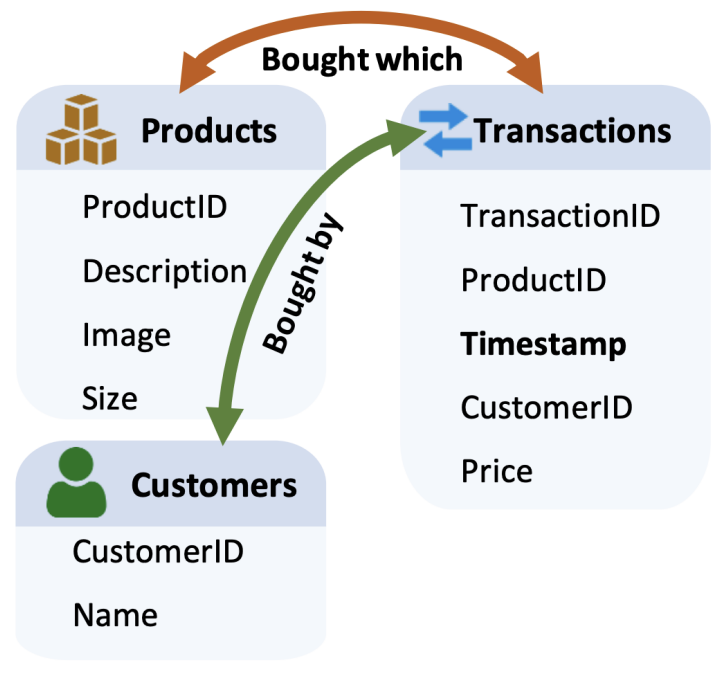 Bought which
Products
ProductID
Description
Image
Size
Transactions
TransactionID
ProductID
Timestamp
CustomerID
Price
Bought by
Customers
CustomerID
Name